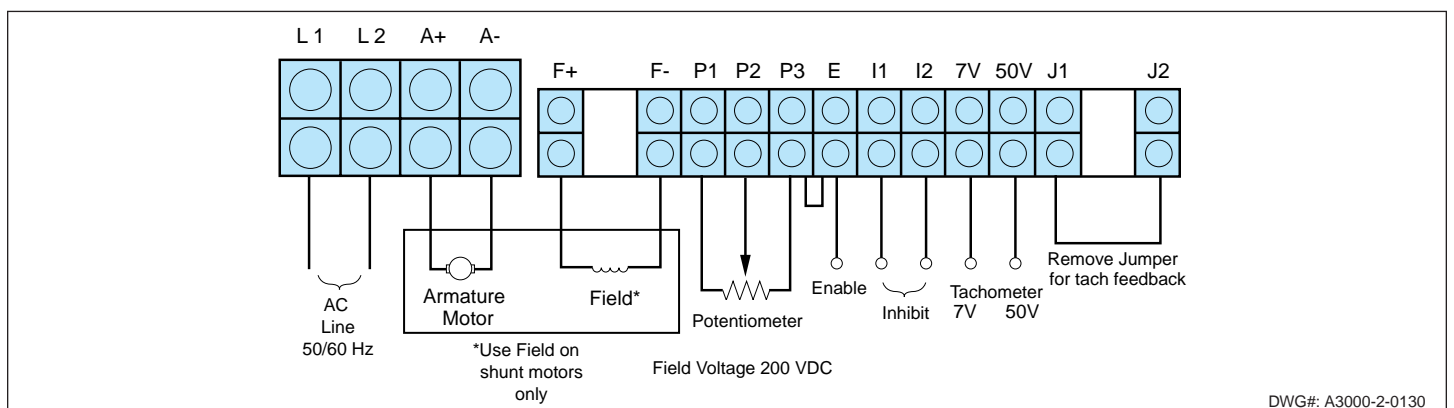 L 1 L 2 A+ A-
F+ F- P1 P2 P3 E I1 I2 7V 50V J1 J2
Armature
Motor
Field*
AC
Line
50/60 Hz
*Use Field on
shunt motors
only
Potentiometer
Field Voltage 200 VDC
Enable
Inhibit
Tachometer
7V 50V
Remove Jumper
for tach feedback
DWG#: A3000-2-0130